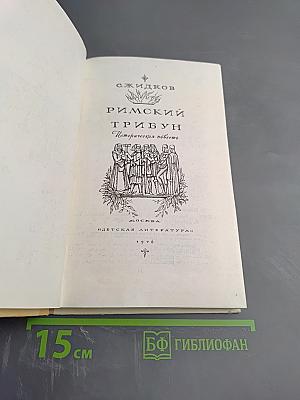 С.ЖИДКОВ
РИМСКИЙ
ТРИБУН
Историческая повесть
МОСКВА
«ДЕТСКАЯ ЛИТЕРАТУРА»
1976
15 см
БФ ГИБЛИОФАН